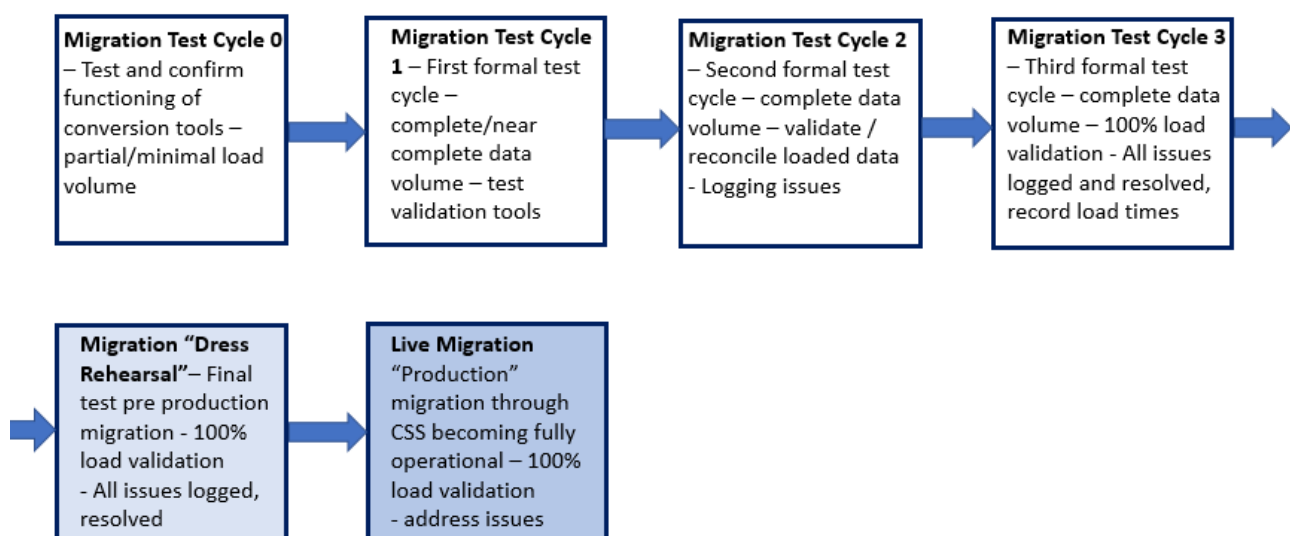 Migration Test Cycle 0
– Test and confirm
functioning of
conversion tools –
partial/minimal load
volume
Migration Test Cycle
1 – First formal test
cycle –
complete/near
complete data
volume – test
validation tools
Migration Test Cycle 2
– Second formal test
cycle – complete data
volume – validate /
reconcile loaded data
- Logging issues
Migration Test Cycle 3
– Third formal test
cycle – complete data
volume – 100% load
validation - All issues
logged and resolved,
record load times
Migration “Dress
Rehearsal”– Final
test pre production
migration - 100%
load validation
- All issues logged,
resolved
Live Migration
“Production”
migration through
CSS becoming fully
operational – 100%
load validation
- address issues